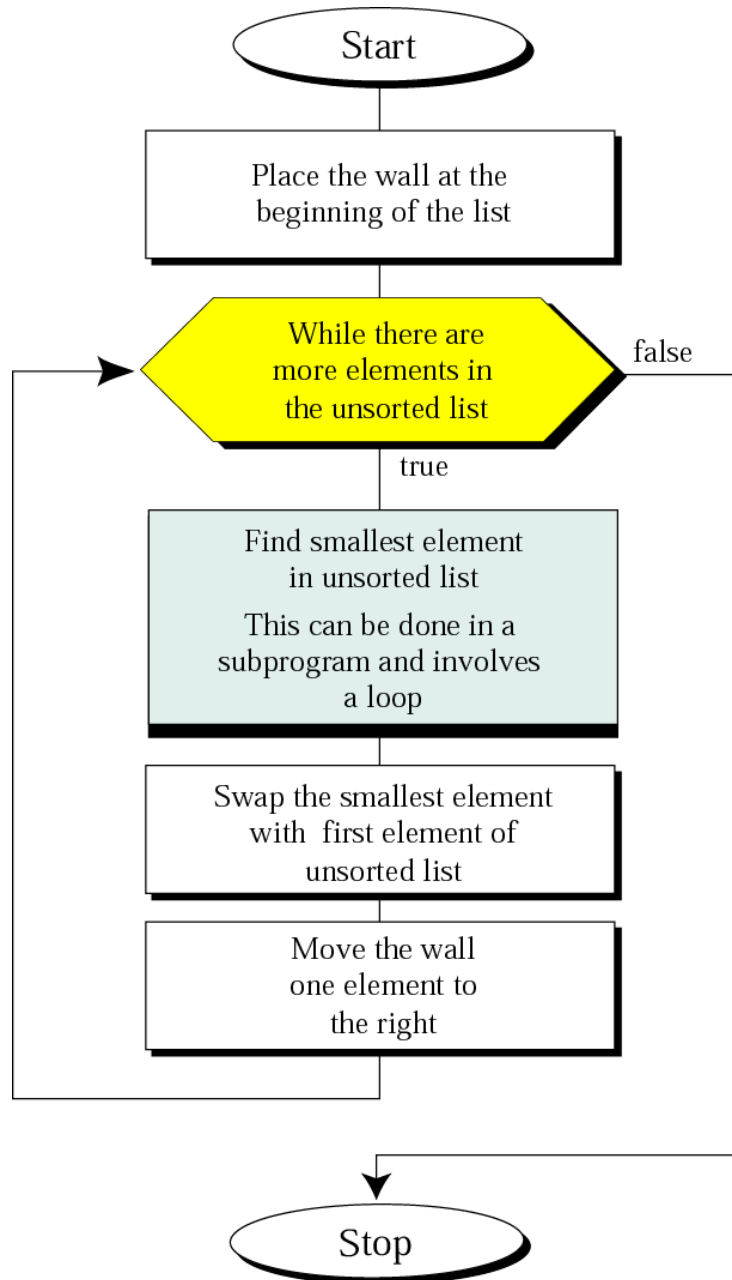 Start
Place the wall at the
beginning of the list
While there are
more elements in
the unsorted list
false
true
Find smallest element
in unsorted list
This can be done in a
subprogram and involves
a loop
Swap the smallest element
with first element of
unsorted list
Move the wall
one element to
the right
Stop